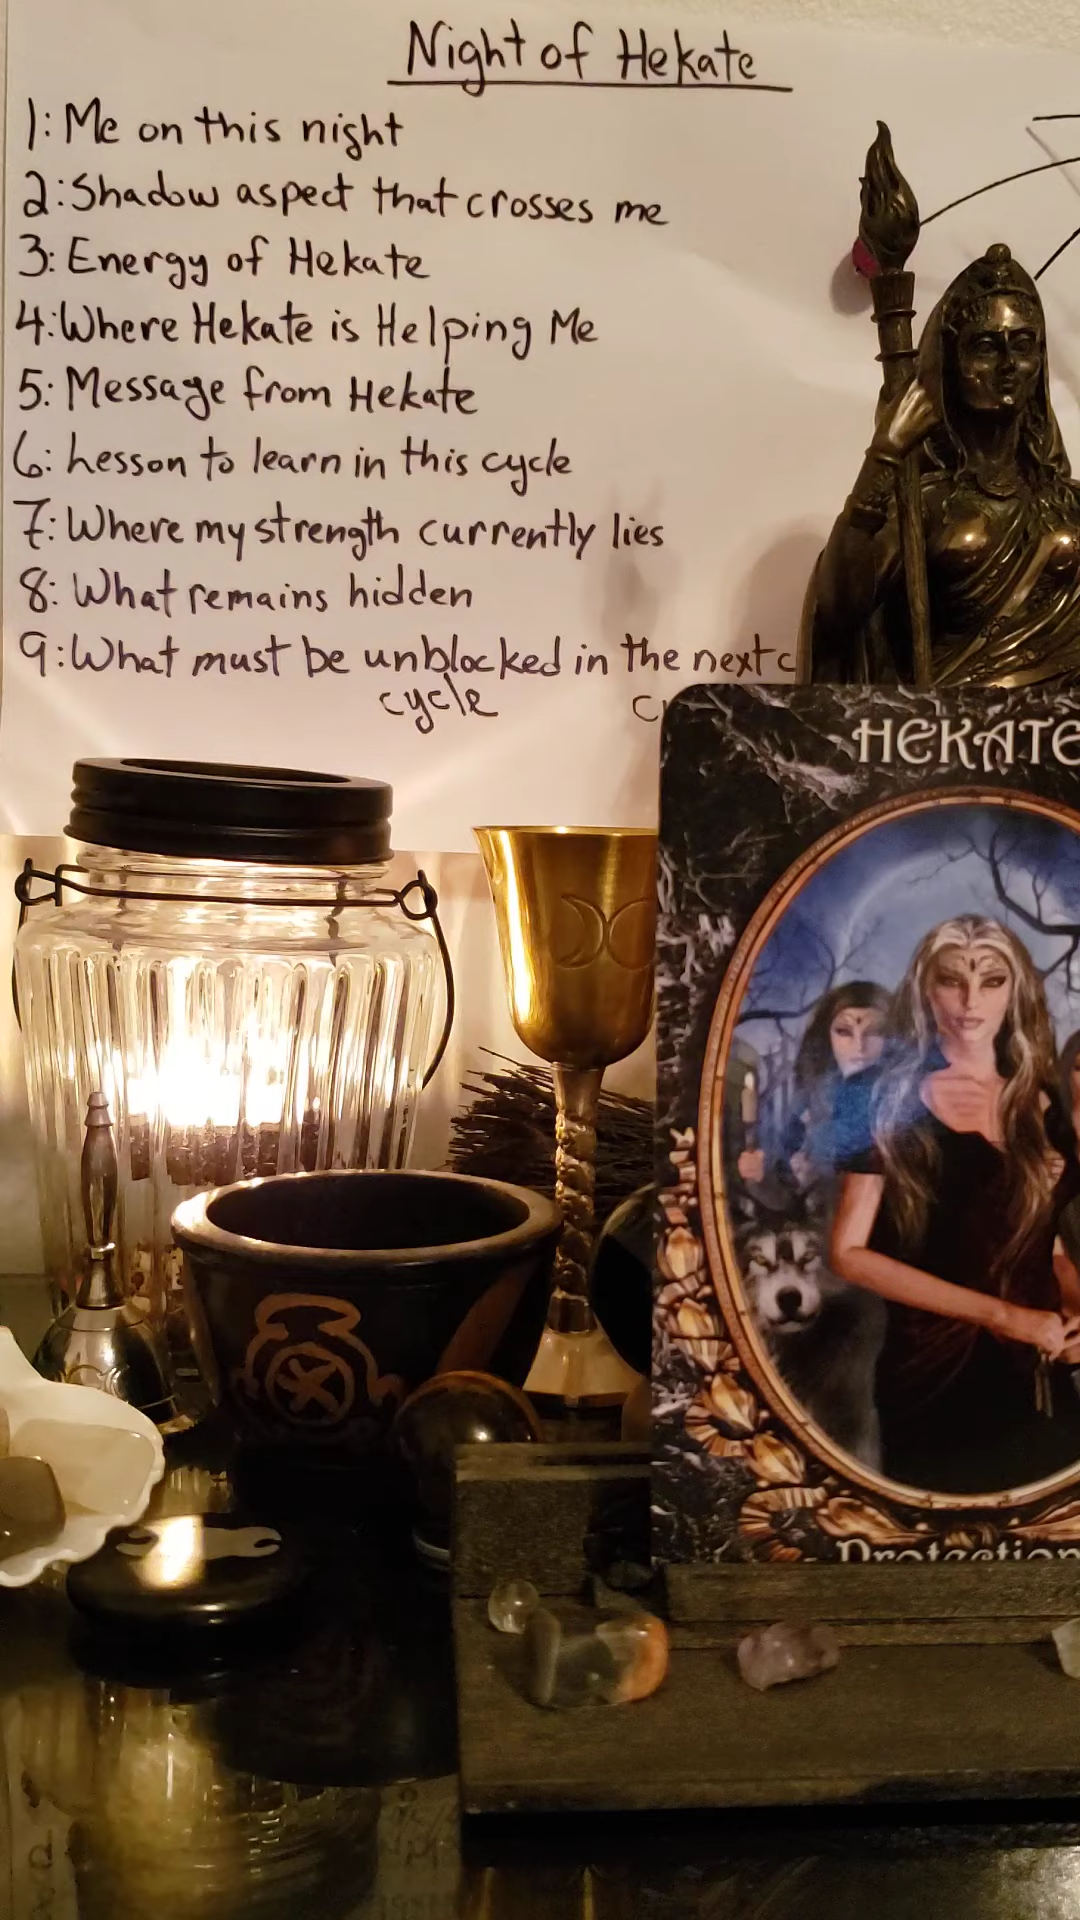 Night of Hekate
1: Me on this night
2: Shadow aspect that crosses me
3: Energy of Hekate
4: Where Hekate is Helping Me
5: Message from Hekate
6: Lesson to learn in this cycle
7: Where my strength currently lies
8: What remains hidden
9: What must be unblocked in the next c
cycle
HEKATE
Protection